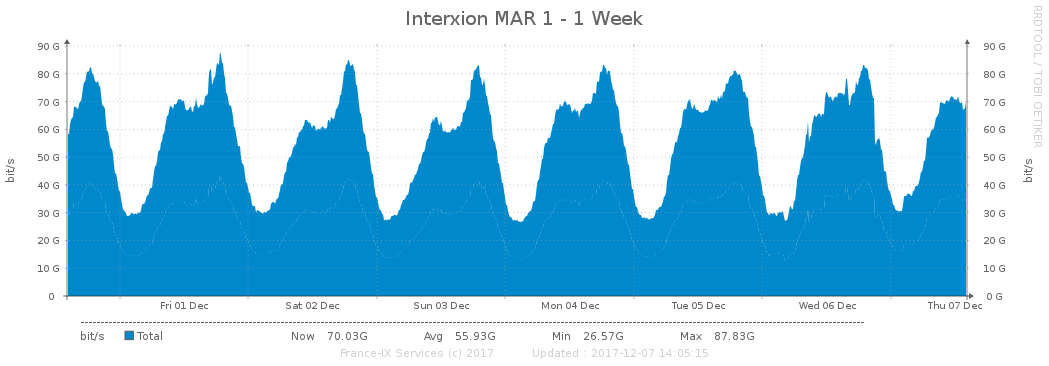 Interxion MAR 1 - 1 Week
RRDTOOL / TOBI OETIKER
90 G 90 G
80 G 80 G
70 G 70 G
60 G 60 G
50 G 50 G
40 G 40 G
30 G 30 G
20 G 20 G
10 G 10 G
0 0 G
bit/s bit/s
Fri 01 Dec Sat 02 Dec Sun 03 Dec Mon 04 Dec Tue 05 Dec Wed 06 Dec Thu 07 Dec
bit/s Total Now 70.03G Avg 55.93G Min 26.57G Max 87.83G
France-IX Services (c) 2017 Updated : 2017-12-07 14:05:15